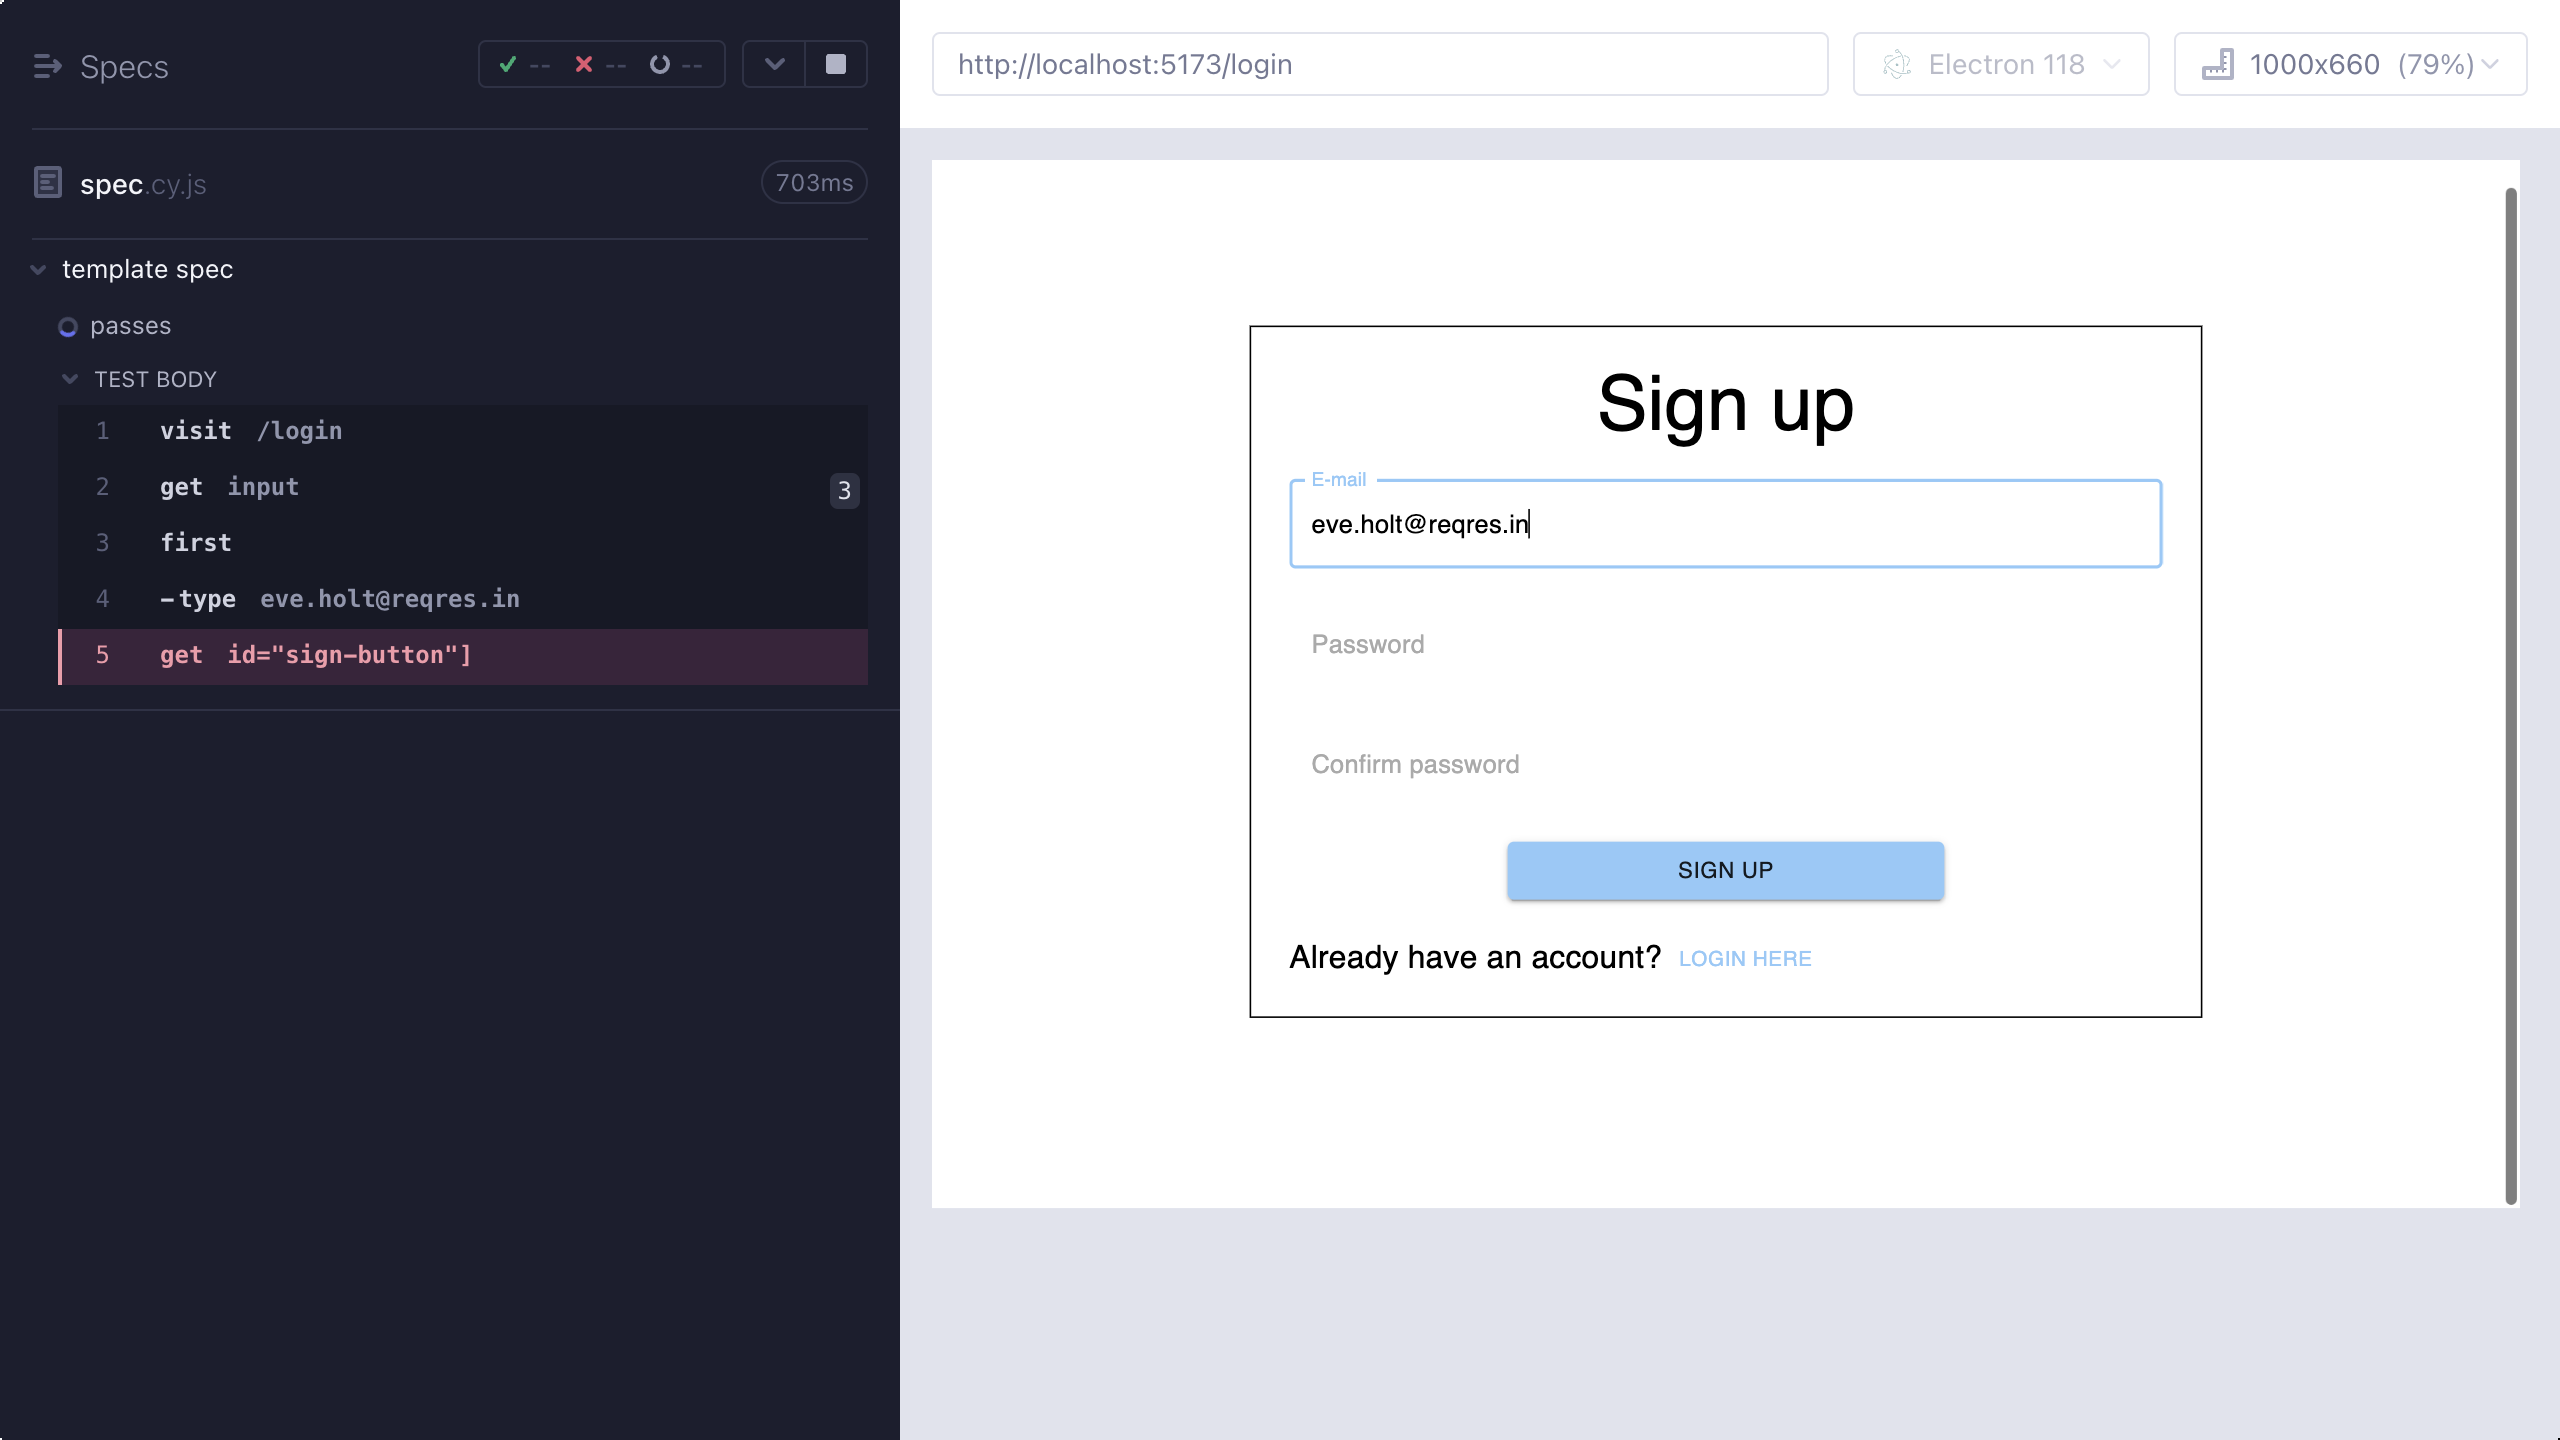 Specs
-- -- --
spec.cy.js
703ms
template spec
passes
TEST BODY
1 visit /login
2 get input 3
3 first
4 -type eve.holt@reqres.in
5 get id="sign-button"]
http://localhost:5173/login
Electron 118
1000x660 (79%)
Sign up
E-mail
eve.holt@reqres.in
Password
Confirm password
SIGN UP
Already have an account? LOGIN HERE